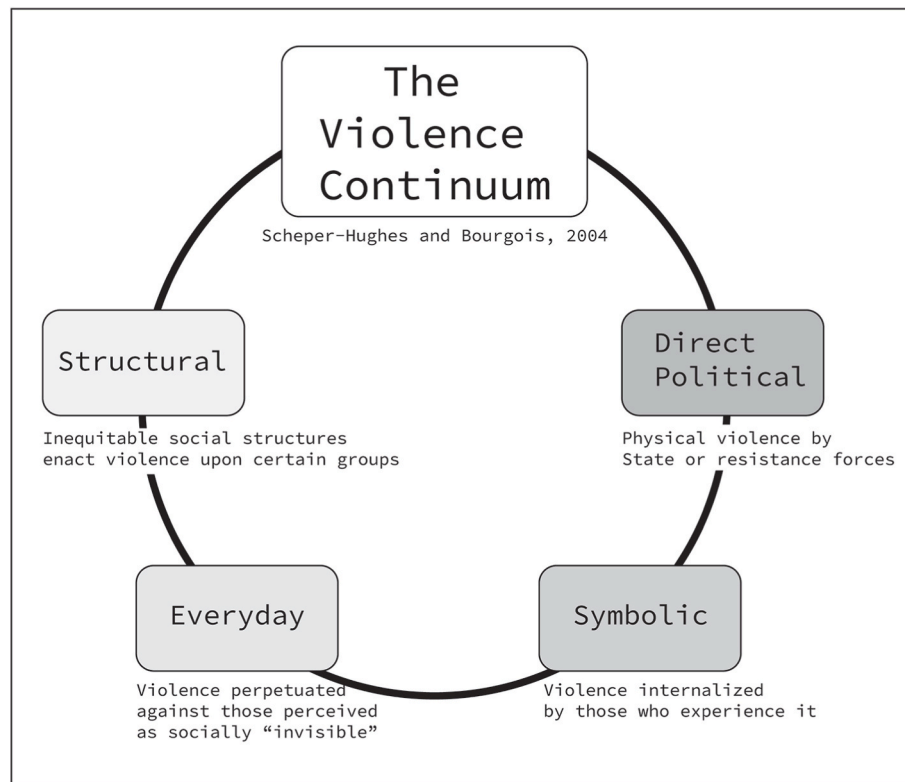 The
Violence
Continuum
Scheper-Hughes and Bourgois, 2004
Structural
Inequitable social structures
enact violence upon certain groups
Direct
Political
Physical violence by
State or resistance forces
Everyday
Violence perpetuated
against those perceived
as socially “invisible”
Symbolic
Violence internalized
by those who experience it